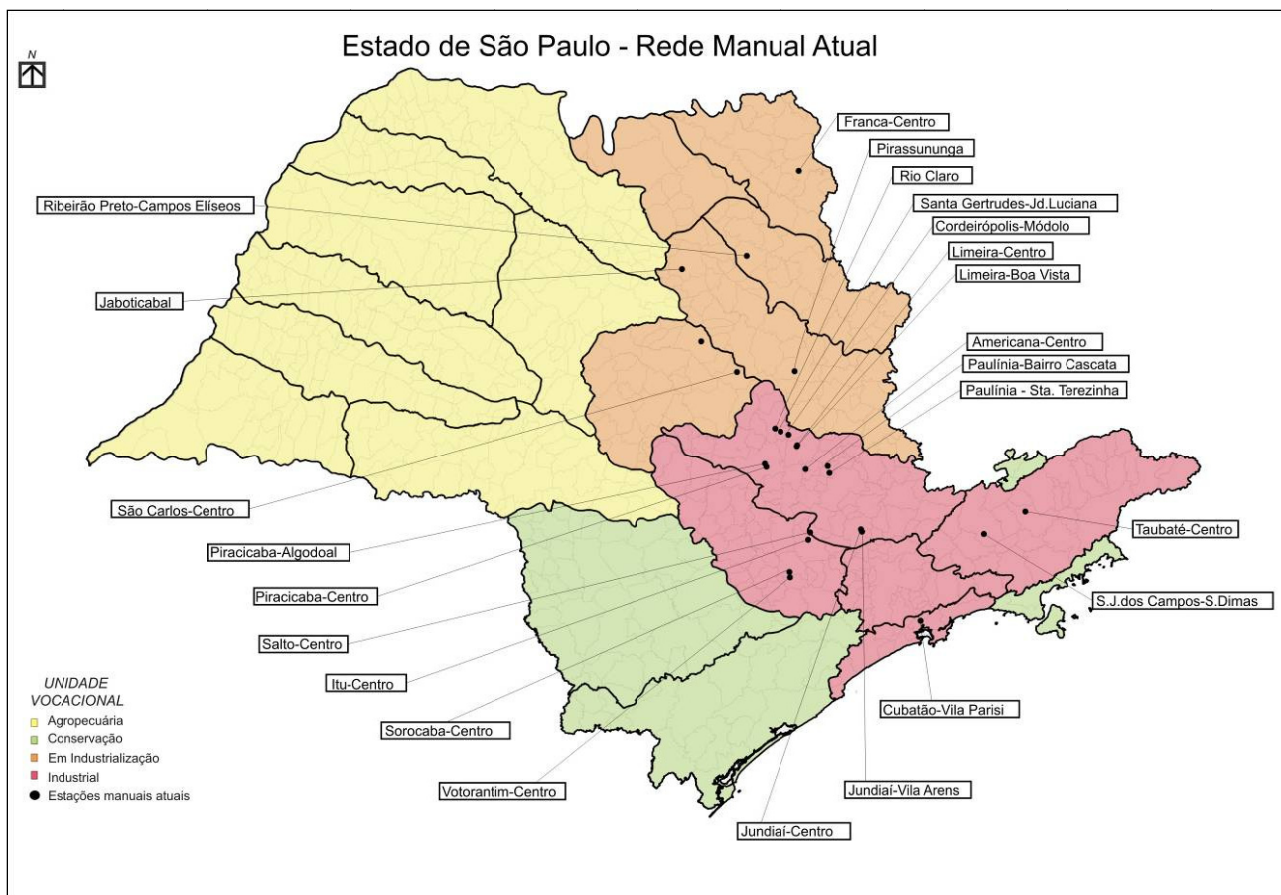 Estado de São Paulo - Rede Manual Atual
N
Franca-Centro
Pirassununga
Rio Claro
Santa Gertrudes-Jd.Luciana
Cordeirópolis-Módolo
Limeira-Centro
Limeira-Boa Vista
Ribeirão Preto-Campos Elíseos
Jaboticabal
Americana-Centro
Paulínia-Bairro Cascata
Paulínia - Sta. Terezinha
São Carlos-Centro
Taubaté-Centro
Piracicaba-Algodoal
Piracicaba-Centro
S.J.dos Campos-S.Dimas
Salto-Centro
Itu-Centro
Cubatão-Vila Parisi
Sorocaba-Centro
Votorantim-Centro
Jundiaí-Vila Arens
Jundiaí-Centro
UNIDADE
VOCACIONAL
Agropecuária
Ccnservação
Em Industrialização
Industrial
Estações manuais atuais